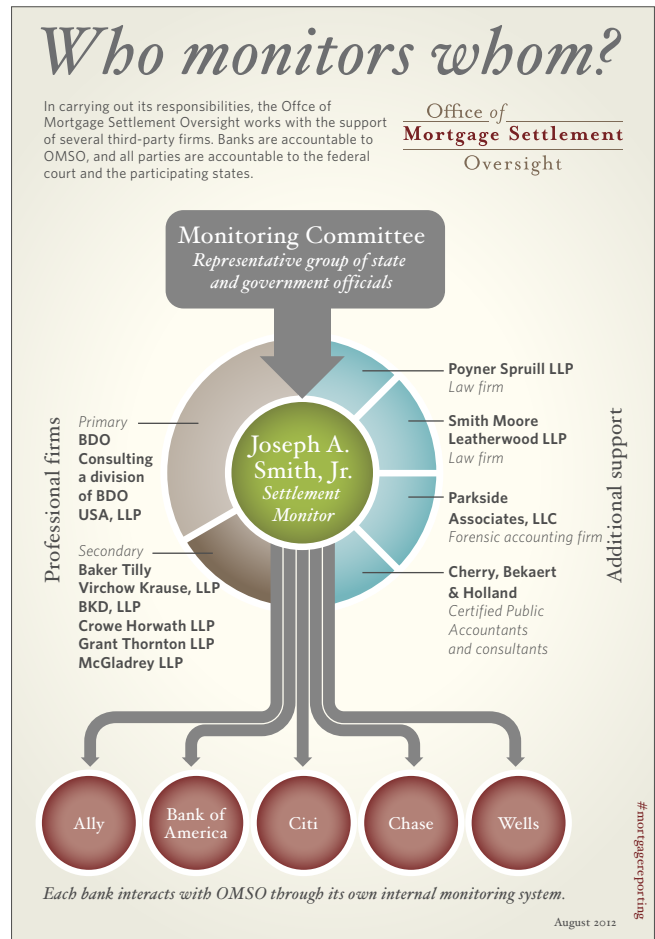 Who monitors whom?
In carrying out its responsibilities, the Offce of
Mortgage Settlement Oversight works with the support
of several third-party firms. Banks are accountable to
OMSO, and all parties are accountable to the federal
court and the participating states.
Office of
Mortgage Settlement
Oversight
Monitoring Committee
Representative group of state
and government officials
Professional firms
Primary
BDO
Consulting
a division
of BDO
USA, LLP
Secondary
Baker Tilly
Virchow Krause, LLP
BKD, LLP
Crowe Horwath LLP
Grant Thornton LLP
McGladrey LLP
Joseph A.
Smith, Jr.
Settlement
Monitor
Poyner Spruill LLP
Law firm
Smith Moore
Leatherwood LLP
Law firm
Parkside
Associates, LLC
Forensic accounting firm
Cherry, Bekaert
& Holland
Certified Public
Accountants
and consultants
Additional support
Ally
Bank of
America
Citi
Chase
Wells
Each bank interacts with OMSO through its own internal monitoring system.
#mortgagereporting
August 2012